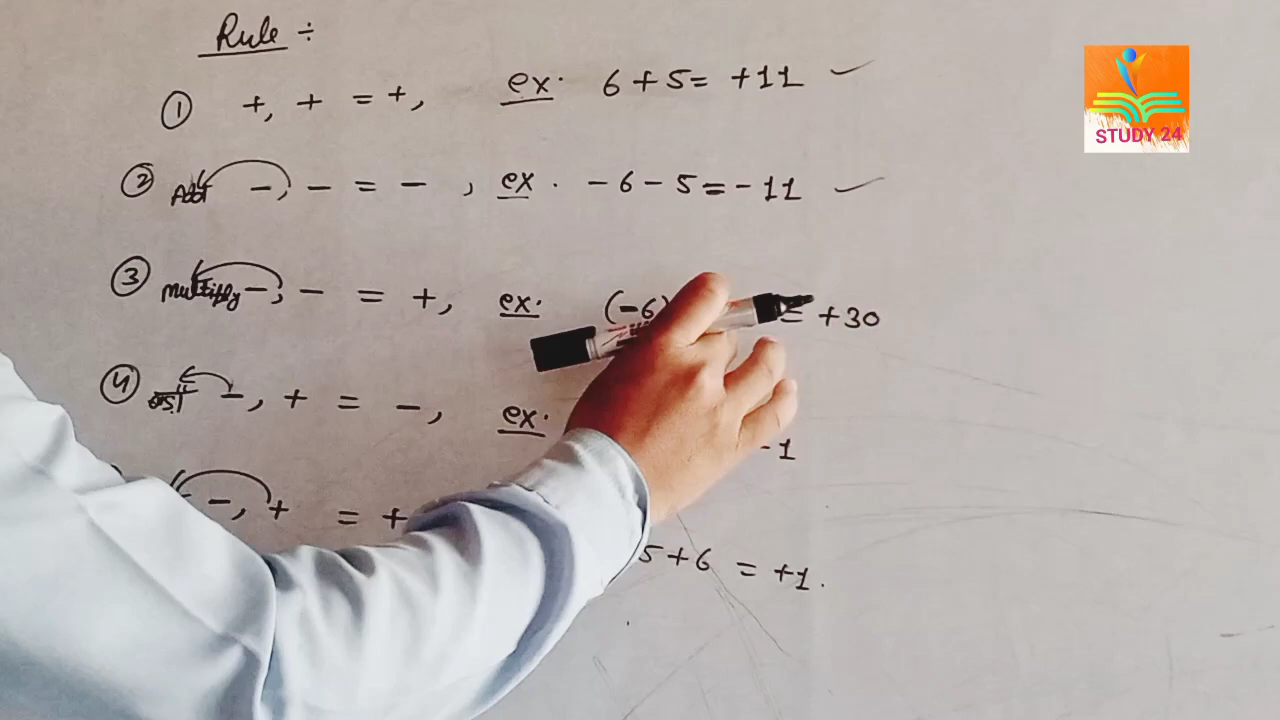 Rule ÷
① +, + = +, ex. 6 + 5 = +11
② Add -, - = - , ex. -6 - 5 = -11
③ Multiply -, - = +, ex. (-6) = +30
④ -, + = -, ex. -1
-, + = + 5 + 6 = +1.
STUDY 24